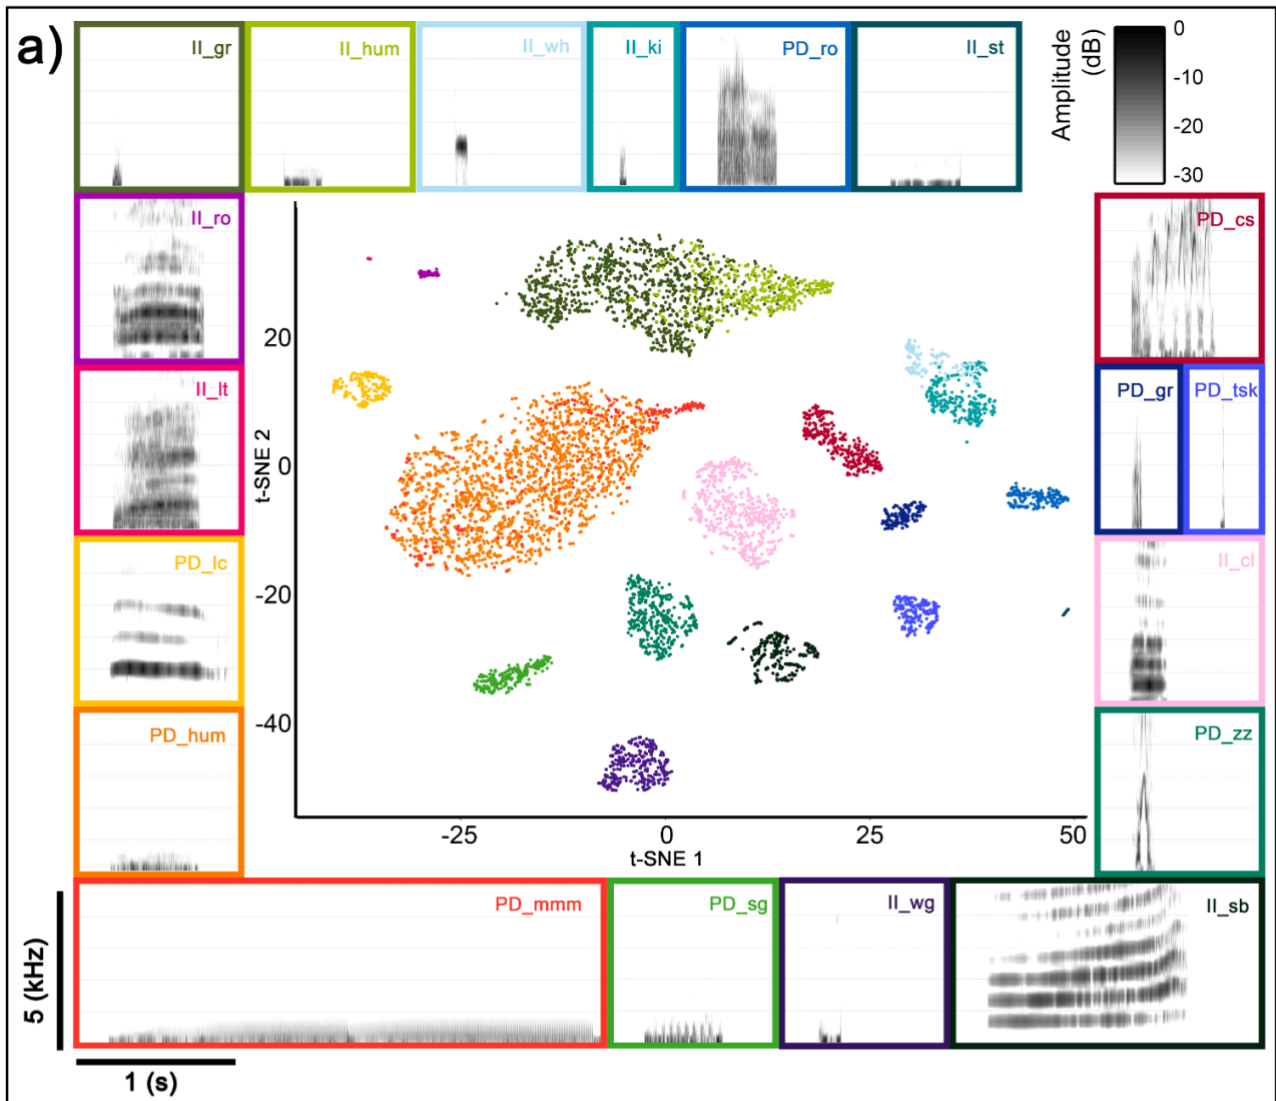 a)
II_gr
II_hum
II_wh
II_ki
PD_ro
II_st
Amplitude
(dB)
0
-10
-20
-30
II_ro
II_lt
PD_lc
PD_hum
PD_cs
PD_gr
PD_tsk
II_cl
PD_zz
t-SNE 2
20
0
-20
-40
-25
0
25
50
t-SNE 1
PD_mmm
PD_sg
II_wg
II_sb
5 (kHz)
1 (s)